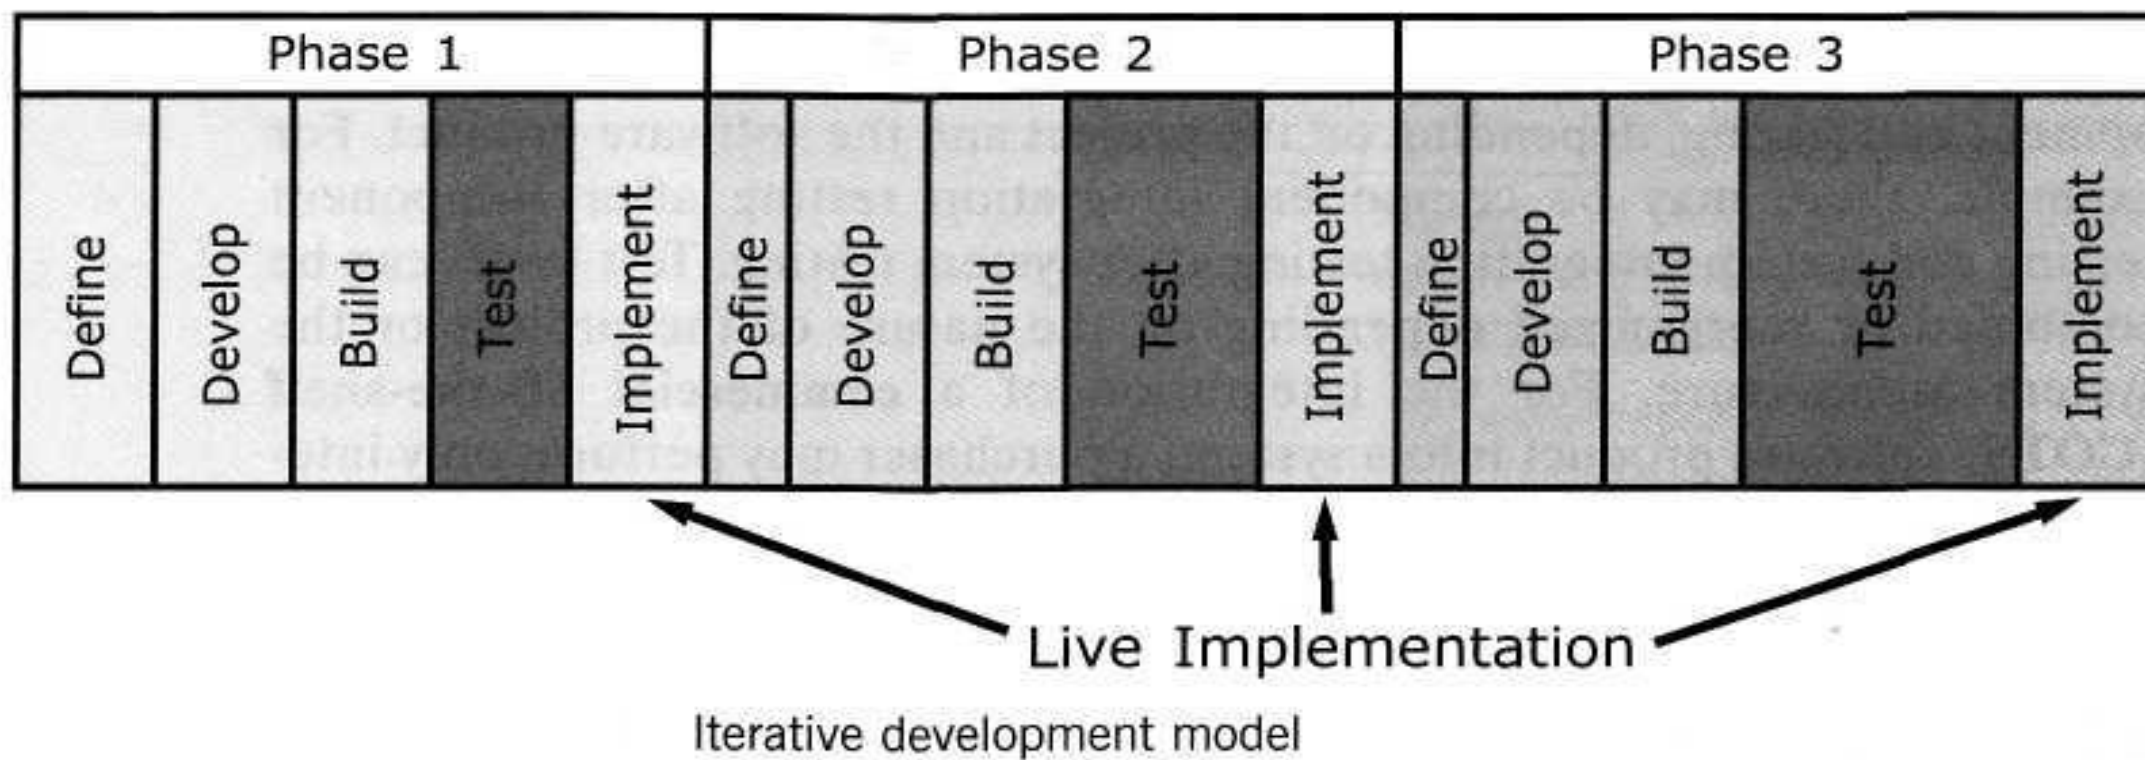 Phase 1
Phase 2
Phase 3
Define
Develop
Build
Test
Implement
Define
Develop
Build
Test
Implement
Define
Develop
Build
Test
Implement
Live Implementation
Iterative development model